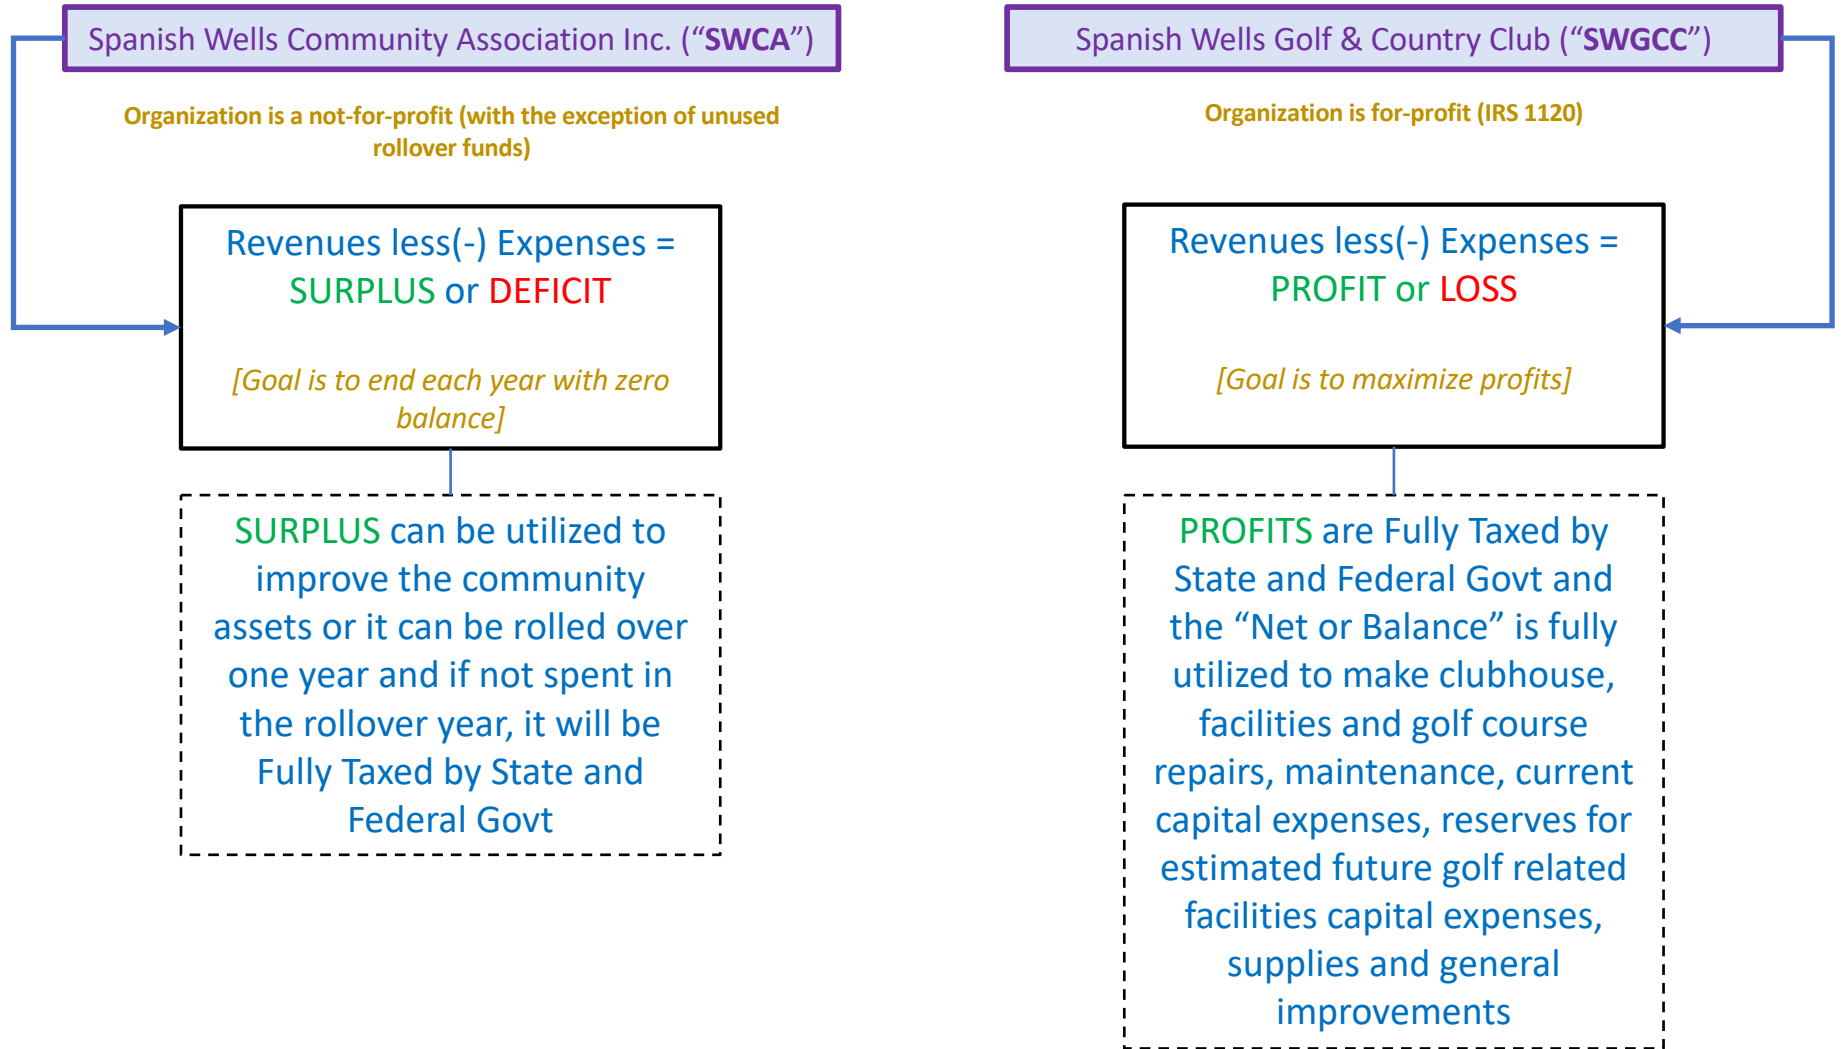 Spanish Wells Community Association Inc. (“SWCA”)
Organization is a not-for-profit (with the exception of unused
rollover funds)
Revenues less(-) Expenses =
SURPLUS or DEFICIT
[Goal is to end each year with zero
balance]
SURPLUS can be utilized to
improve the community
assets or it can be rolled over
one year and if not spent in
the rollover year, it will be
Fully Taxed by State and
Federal Govt
Spanish Wells Golf & Country Club (“SWGCC”)
Organization is for-profit (IRS 1120)
Revenues less(-) Expenses =
PROFIT or LOSS
[Goal is to maximize profits]
PROFITS are Fully Taxed by
State and Federal Govt and
the “Net or Balance” is fully
utilized to make clubhouse,
facilities and golf course
repairs, maintenance, current
capital expenses, reserves for
estimated future golf related
facilities capital expenses,
supplies and general
improvements